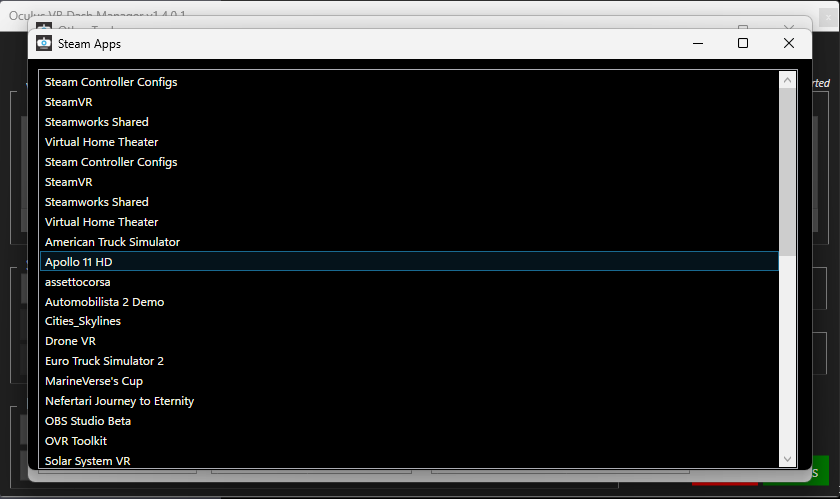 Oculus VR Dash Manager v1.4.0.1
Steam Apps
rted
Steam Controller Configs
SteamVR
Steamworks Shared
Virtual Home Theater
Steam Controller Configs
SteamVR
Steamworks Shared
Virtual Home Theater
American Truck Simulator
Apollo 11 HD
assettocorsa
Automobilista 2 Demo
Cities_Skylines
Drone VR
Euro Truck Simulator 2
MarineVerse's Cup
Nefertari Journey to Eternity
OBS Studio Beta
OVR Toolkit
Solar System VR